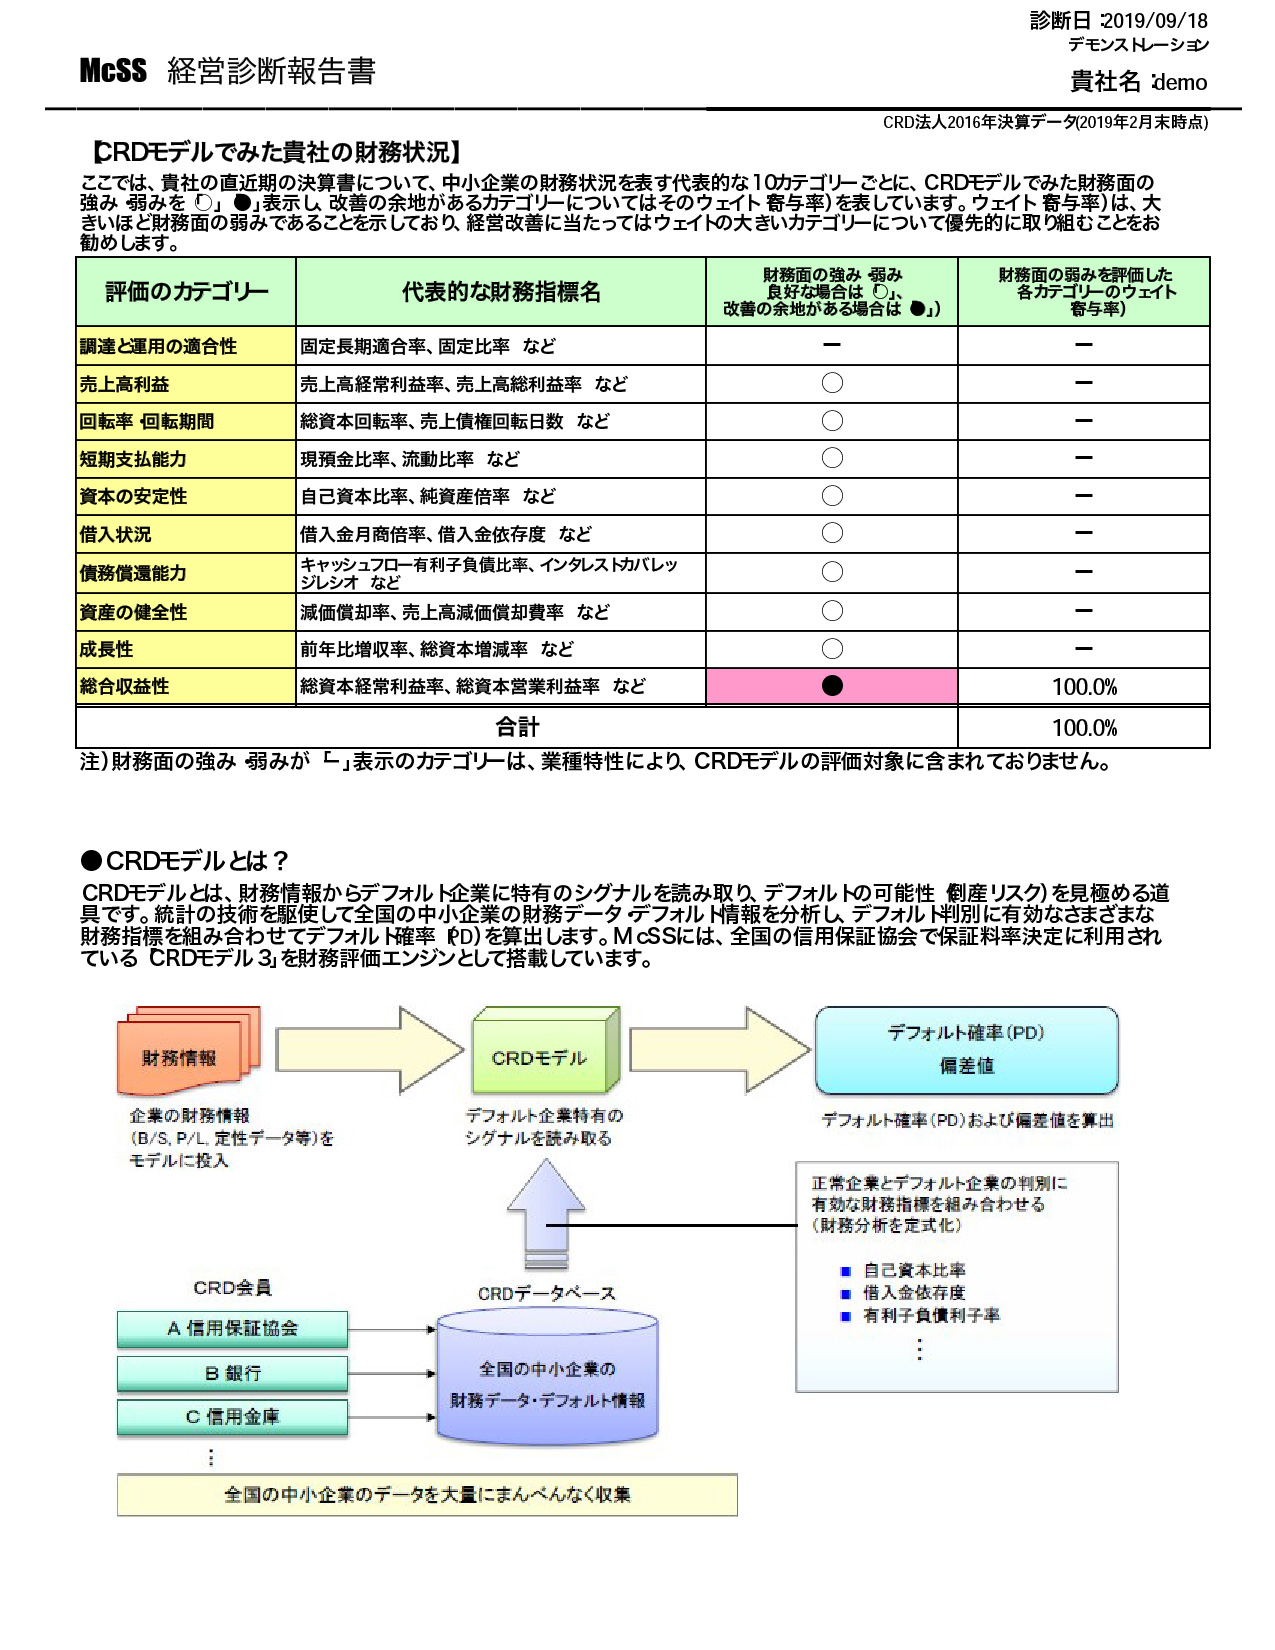 診断日：2019/09/18
デモンストレーション
McSS 経営診断報告書
貴社名：demo
CRD法人2016年決算データ(2019年2月末時点)
【CRDモデルでみた貴社の財務状況】
ここでは、貴社の直近期の決算書について、中小企業の財務状況を表す代表的な10カテゴリーごとに、CRDモデルでみた財務面の
強み・弱みを「○」「●」表示し、改善の余地があるカテゴリーについてはそのウェイト(寄与率)を表しています。ウェイト(寄与率)は、大
きいほど財務面の弱みであることを示しており、経営改善に当たってはウェイトの大きいカテゴリーについて優先的に取り組むことをお
勧めします。
評価のカテゴリー 代表的な財務指標名 財務面の強み・弱み 財務面の弱みを評価した
(良好な場合は「○」、 各カテゴリーのウェイト
改善の余地がある場合は「●」) (寄与率)
調達と運用の適合性 固定長期適合率、固定比率 など － －
売上高利益 売上高経常利益率、売上高総利益率 など ○ －
回転率・回転期間 総資本回転率、売上債権回転日数 など ○ －
短期支払能力 現預金比率、流動比率 など ○ －
資本の安定性 自己資本比率、純資産倍率 など ○ －
借入状況 借入金月商倍率、借入金依存度 など ○ －
債務償還能力 キャッシュフロー有利子負債比率、インタレストカバレッ ○ －
ジレシオ など
資産の健全性 減価償却率、売上高減価償却費率 など ○ －
成長性 前年比増収率、総資本増減率 など ○ －
総合収益性 総資本経常利益率、総資本営業利益率 など ● 100.0%
合計 100.0%
注)財務面の強み・弱みが「－」表示のカテゴリーは、業種特性により、CRDモデルの評価対象に含まれておりません。
●CRDモデルとは？
CRDモデルとは、財務情報からデフォルト企業に特有のシグナルを読み取り、デフォルトの可能性(倒産リスク)を見極める道
具です。統計の技術を駆使して全国の中小企業の財務データ・デフォルト情報を分析し、デフォルト判別に有効なさまざまな
財務指標を組み合わせてデフォルト確率(PD)を算出します。McSSには、全国の信用保証協会で保証料率決定に利用され
ている「CRDモデル3」を財務評価エンジンとして搭載しています。
財務情報
CRDモデル
デフォルト確率(PD)
偏差値
企業の財務情報
(B/S, P/L, 定性データ等)を
モデルに投入
デフォルト企業特有の
シグナルを読み取る
デフォルト確率(PD)および偏差値を算出
正常企業とデフォルト企業の判別に
有効な財務指標を組み合わせる
(財務分析を定式化)
■ 自己資本比率
■ 借入金依存度
■ 有利子負債利子率
⋮
CRD会員
CRDデータベース
A 信用保証協会
B 銀行
C 信用金庫
⋮
全国の中小企業の
財務データ・デフォルト情報
全国の中小企業のデータを大量にまんべんなく収集